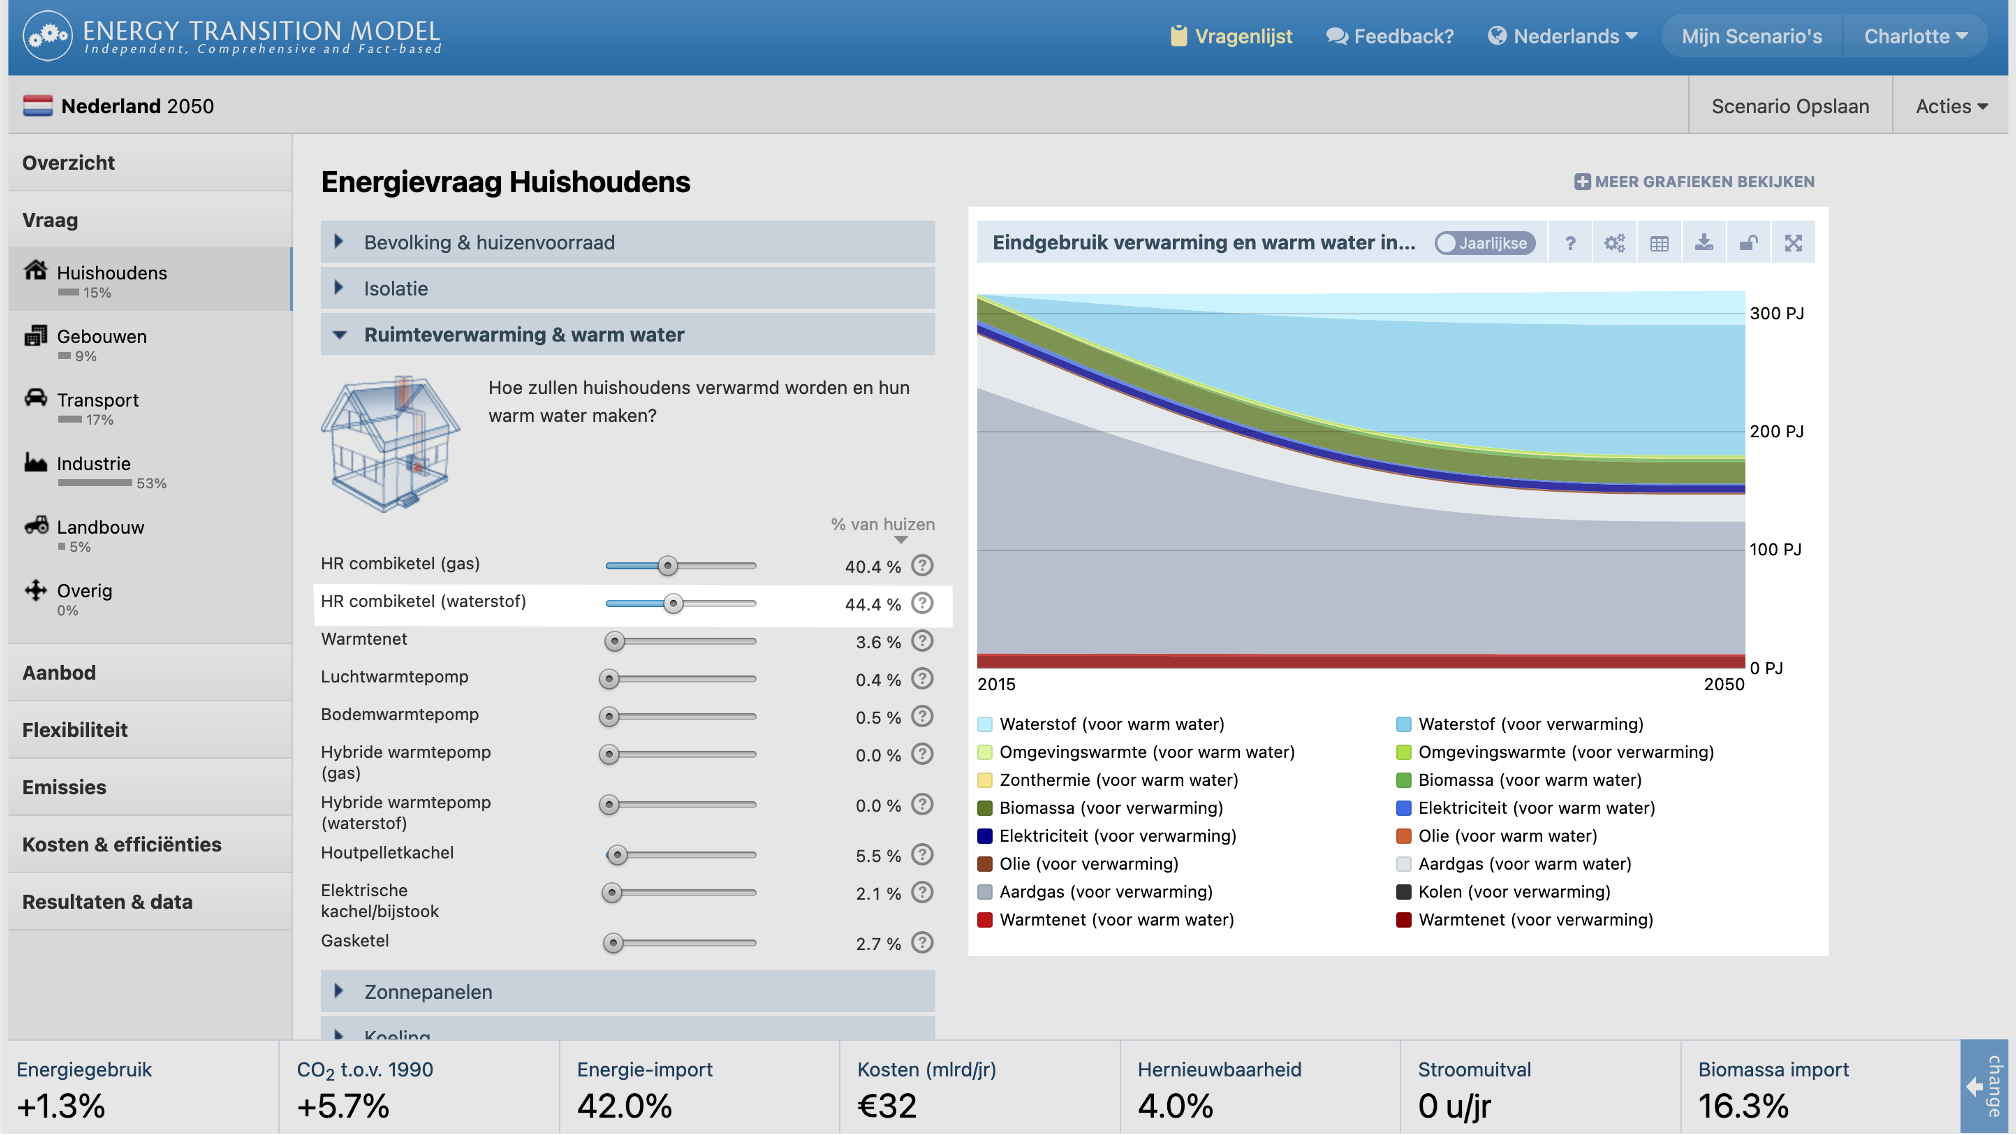 ENERGY TRANSITION MODEL
Independent, Comprehensive and Fact-based
Vragenlijst
Feedback?
Nederlands
Mijn Scenario's
Charlotte
Nederland 2050
Scenario Opslaan
Acties
Overzicht
Vraag
Huishoudens
15%
Gebouwen
9%
Transport
17%
Industrie
53%
Landbouw
5%
Overig
0%
Aanbod
Flexibiliteit
Emissies
Kosten & efficiënties
Resultaten & data
Energievraag Huishoudens
Bevolking & huizenvoorraad
Isolatie
Ruimteverwarming & warm water
Hoe zullen huishoudens verwarmd worden en hun
warm water maken?
% van huizen
HR combiketel (gas) 40.4 % ?
HR combiketel (waterstof) 44.4 % ?
Warmtenet 3.6 % ?
Luchtwarmtepomp 0.4 % ?
Bodemwarmtepomp 0.5 % ?
Hybride warmtepomp
(gas) 0.0 % ?
Hybride warmtepomp
(waterstof) 0.0 % ?
Houtpelletkachel 5.5 % ?
Elektrische
kachel/bijstook 2.1 % ?
Gasketel 2.7 % ?
Zonnepanelen
Koeling
MEER GRAFIEKEN BEKIJKEN
Eindgebruik verwarming en warm water in...
Jaarlijkse
?
300 PJ
200 PJ
100 PJ
0 PJ
2015
2050
Waterstof (voor warm water)
Waterstof (voor verwarming)
Omgevingswarmte (voor warm water)
Omgevingswarmte (voor verwarming)
Zonthermie (voor warm water)
Biomassa (voor warm water)
Biomassa (voor verwarming)
Elektriciteit (voor warm water)
Elektriciteit (voor verwarming)
Olie (voor warm water)
Olie (voor verwarming)
Aardgas (voor warm water)
Aardgas (voor verwarming)
Kolen (voor verwarming)
Warmtenet (voor warm water)
Warmtenet (voor verwarming)
Energiegebruik
+1.3%
CO2 t.o.v. 1990
+5.7%
Energie-import
42.0%
Kosten (mlrd/jr)
€32
Hernieuwbaarheid
4.0%
Stroomuitval
0 u/jr
Biomassa import
16.3%
change